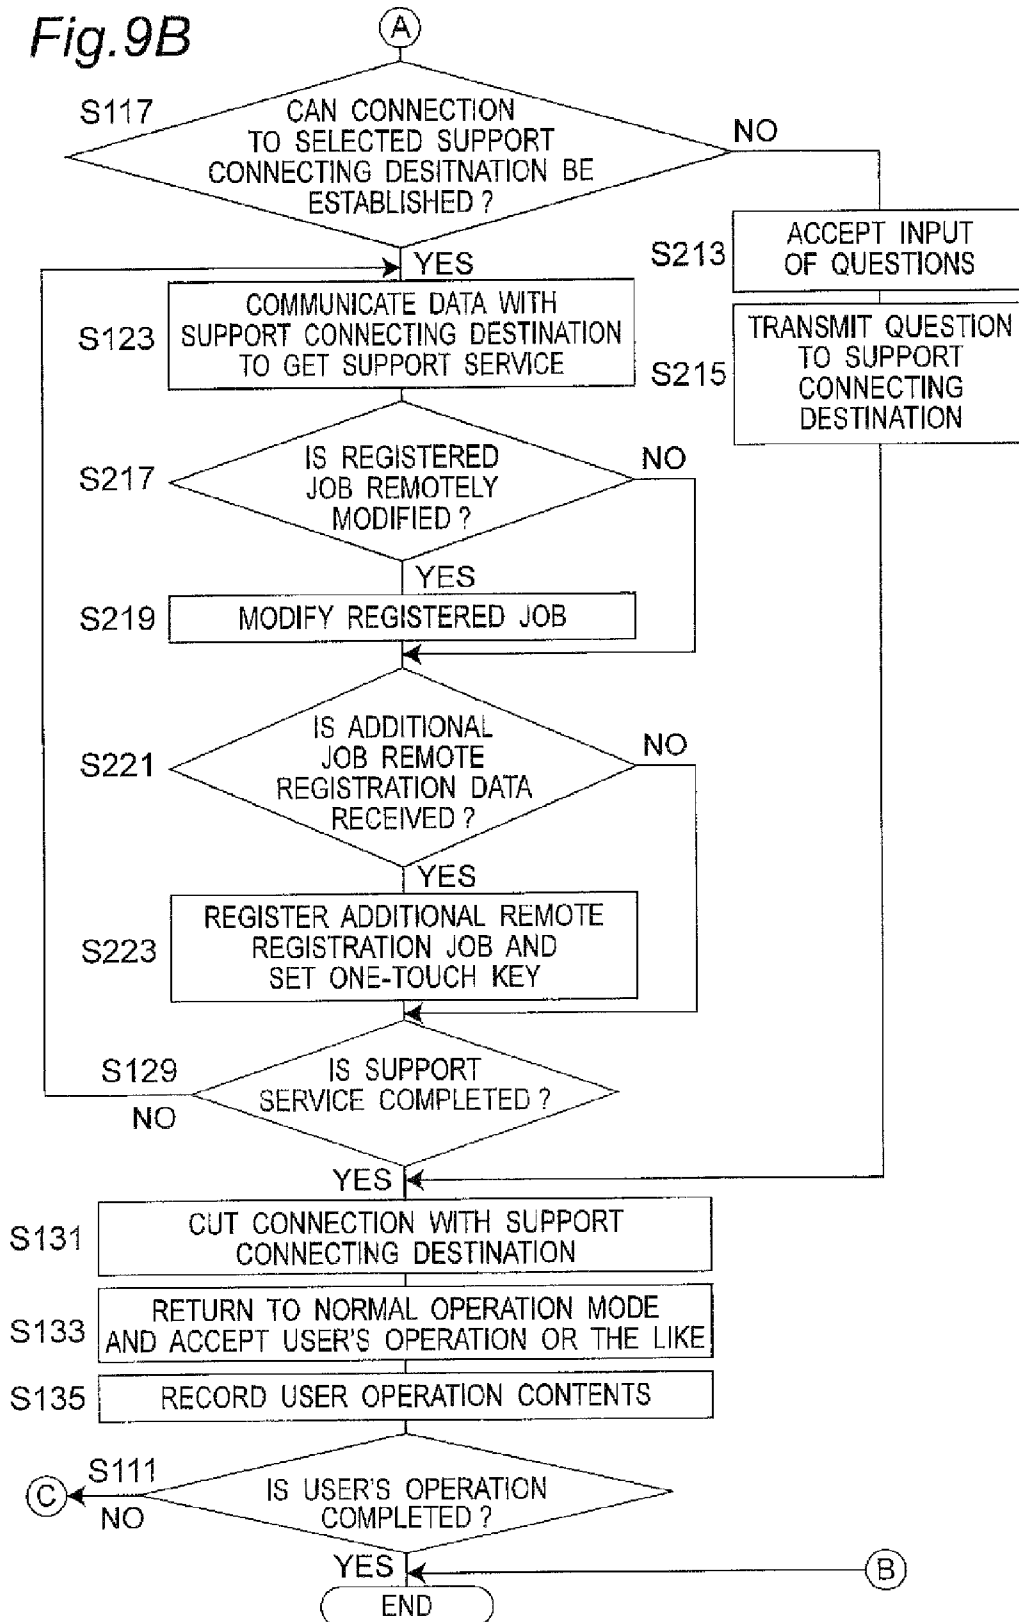 Fig.9B
A
S117
CAN CONNECTION
TO SELECTED SUPPORT
CONNECTING DESITNATION BE
ESTABLISHED ?
NO
YES
S213
ACCEPT INPUT
OF QUESTIONS
S123
COMMUNICATE DATA WITH
SUPPORT CONNECTING DESTINATION
TO GET SUPPORT SERVICE
S215
TRANSMIT QUESTION
TO SUPPORT
CONNECTING
DESTINATION
S217
IS REGISTERED
JOB REMOTELY
MODIFIED ?
NO
YES
S219
MODIFY REGISTERED JOB
S221
IS ADDITIONAL
JOB REMOTE
REGISTRATION DATA
RECEIVED ?
NO
YES
S223
REGISTER ADDITIONAL REMOTE
REGISTRATION JOB AND
SET ONE-TOUCH KEY
S129
NO
IS SUPPORT
SERVICE COMPLETED ?
YES
S131
CUT CONNECTION WITH SUPPORT
CONNECTING DESTINATION
S133
RETURN TO NORMAL OPERATION MODE
AND ACCEPT USER'S OPERATION OR THE LIKE
S135
RECORD USER OPERATION CONTENTS
S111
C
NO
IS USER'S OPERATION
COMPLETED ?
YES
B
END